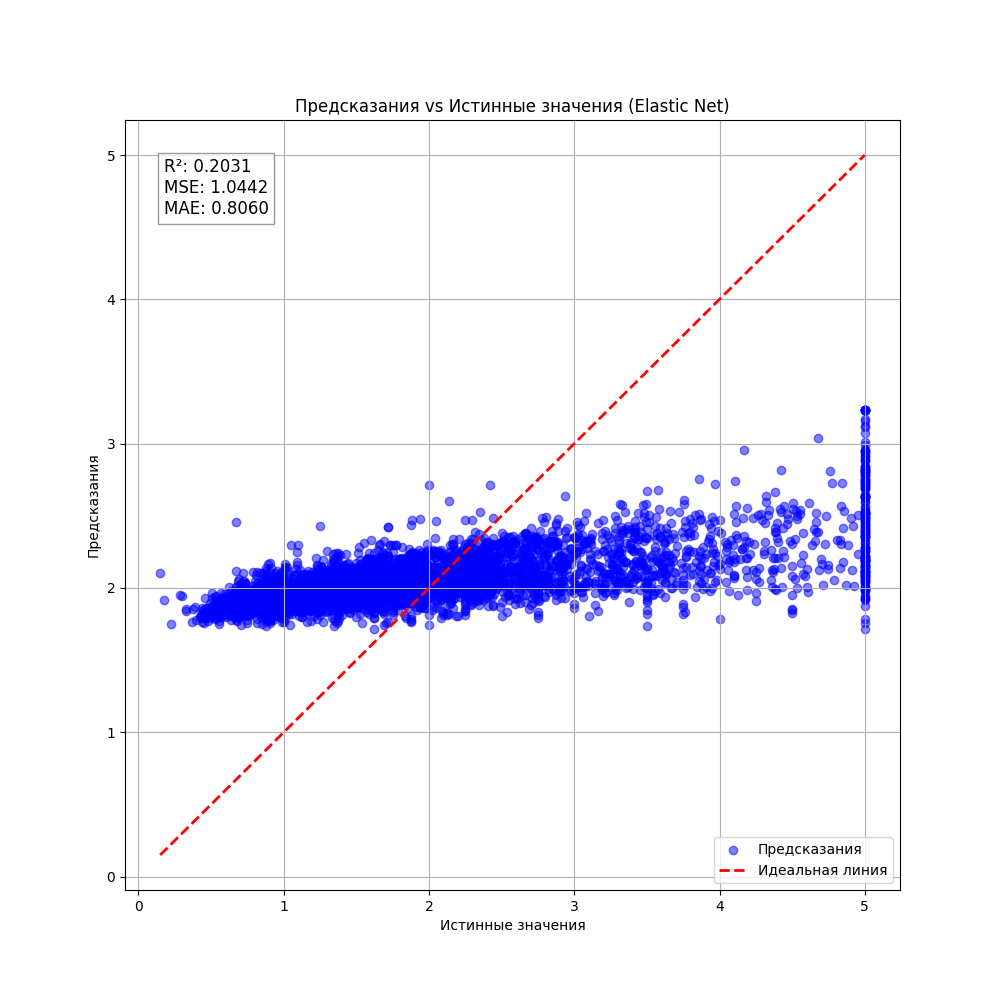 Предсказания vs Истинные значения (Elastic Net)
R²: 0.2031
MSE: 1.0442
MAE: 0.8060
5
4
3
2
1
0
Предсказания
0 1 2 3 4 5
Истинные значения
Предсказания
Идеальная линия